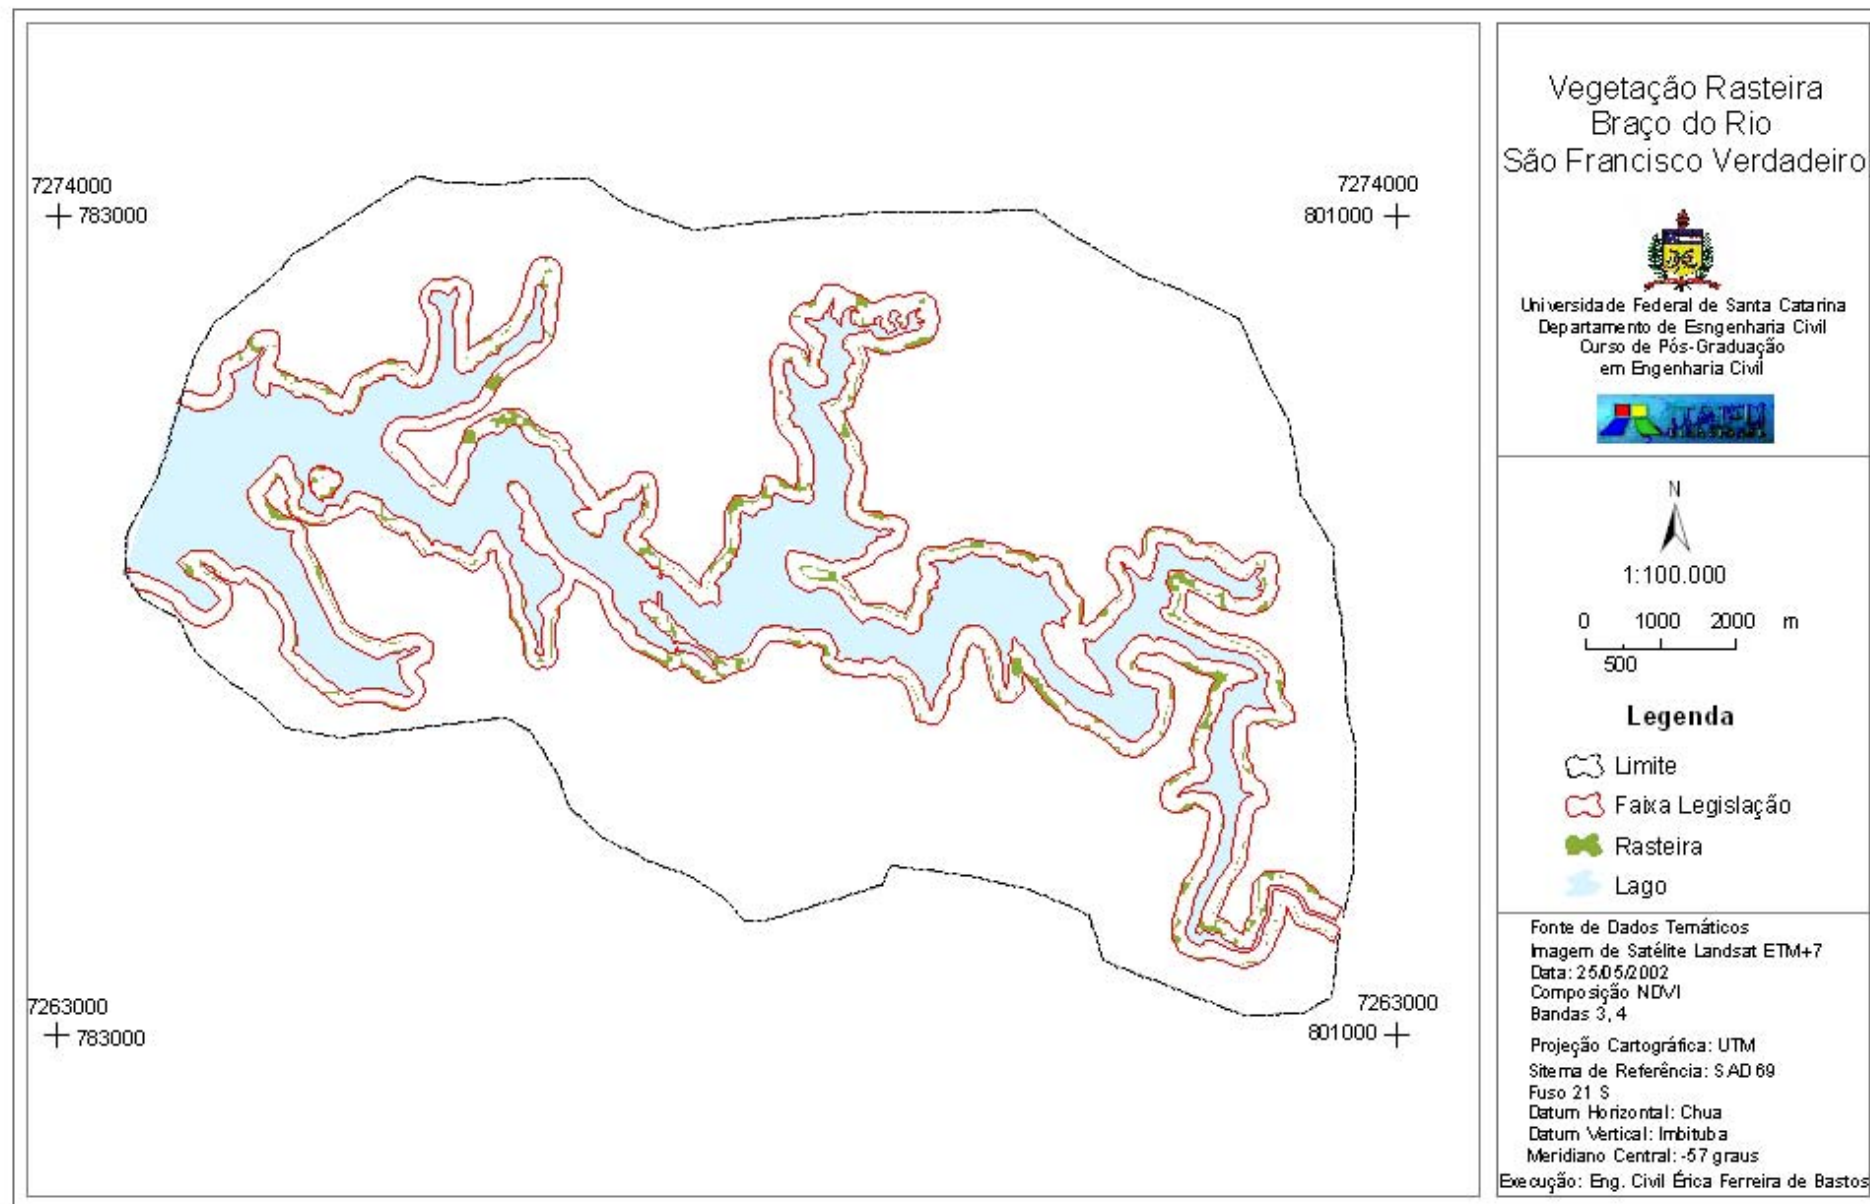 7274000
783000
7274000
801000
7263000
783000
7263000
801000
Vegetação Rasteira
Braço do Rio
São Francisco Verdadeiro
Universidade Federal de Santa Catarina
Departamento de Esngenharia Civil
Curso de Pós-Graduação
em Engenharia Civil
N
1:100.000
0 1000 2000 m
500
Legenda
Limite
Faixa Legislação
Rasteira
Lago
Fonte de Dados Temáticos
Imagem de Satélite Landsat ETM+7
Data: 25/05/2002
Composição NDVI
Bandas 3, 4
Projeção Cartográfica: UTM
Sitema de Referência: SAD 69
Fuso 21 S
Datum Horizontal: Chua
Datum Vertical: Imbituba
Meridiano Central: -57 graus
Execução: Eng. Civil Érica Ferreira de Bastos